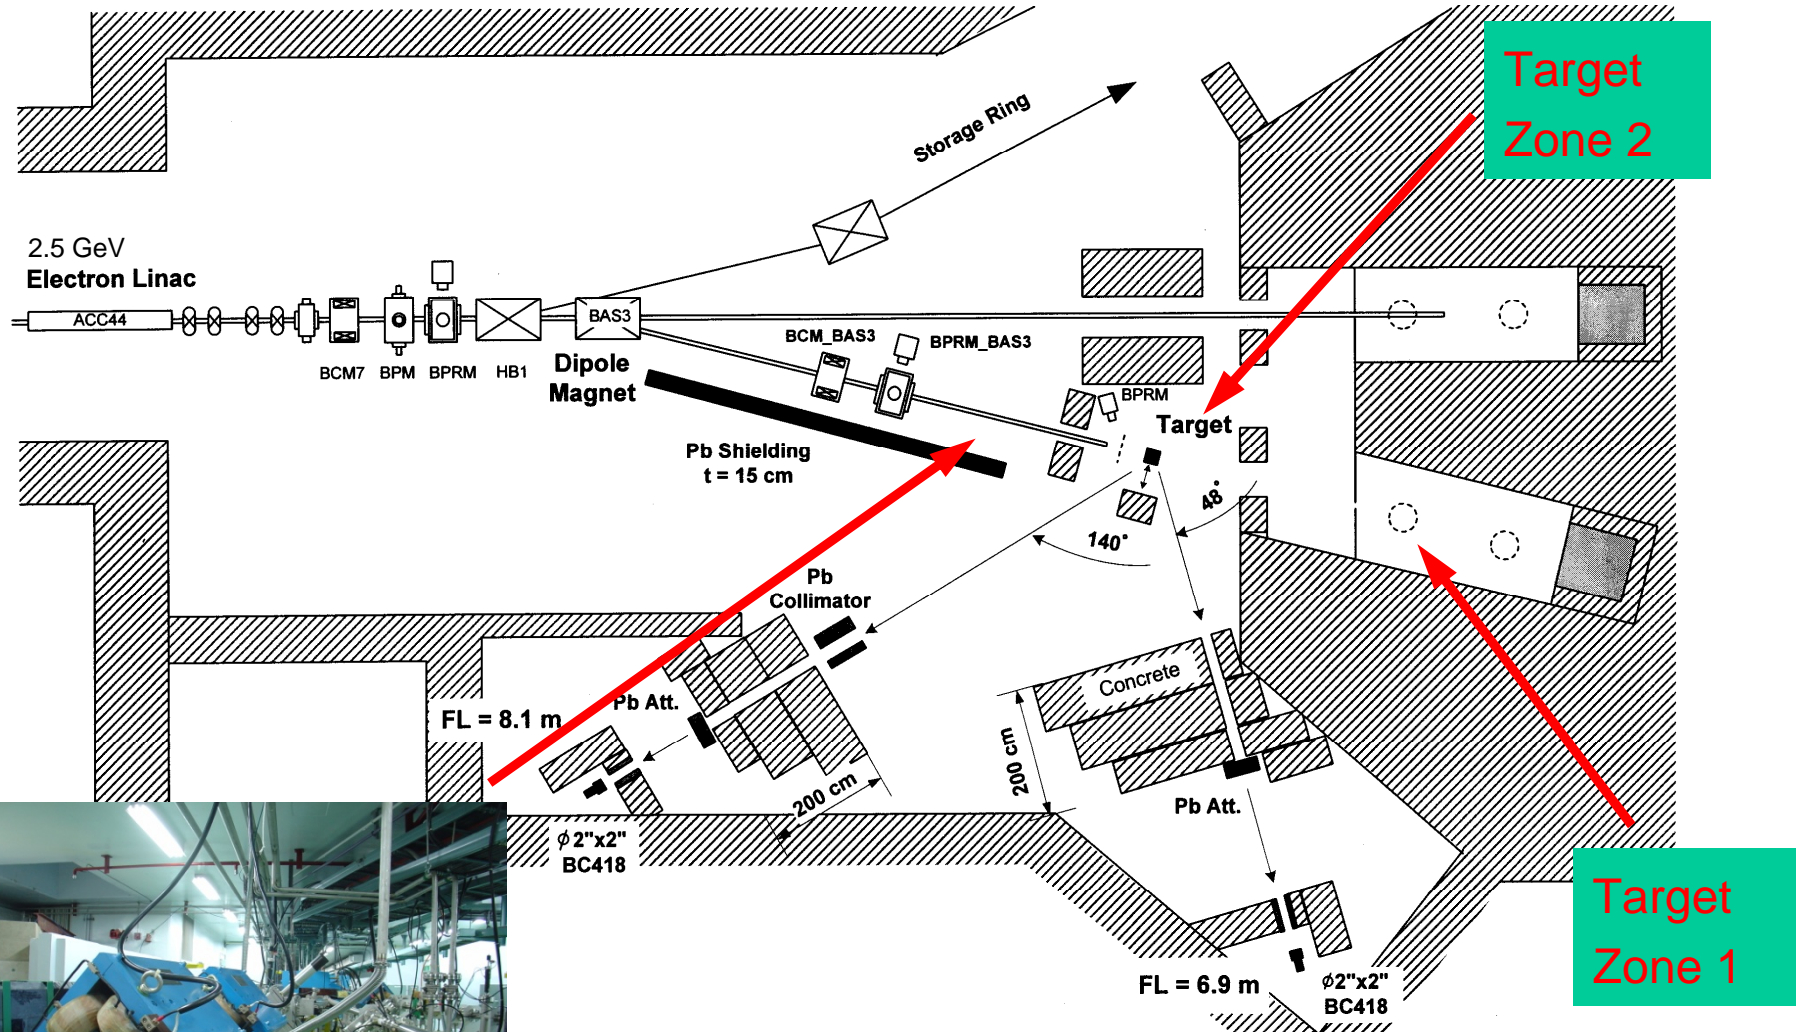 Target
Zone 2
Storage Ring
2.5 GeV
Electron Linac
ACC44
BAS3
BCM_BAS3
BPRM_BAS3
BCM7
BPM
BPRM
HB1
Dipole
Magnet
BPRM
Target
Pb Shielding
t = 15 cm
48°
140°
Pb
Collimator
Concrete
Pb Att.
FL = 8.1 m
200 cm
200 cm
Pb Att.
ϕ 2"x2"
BC418
Target
Zone 1
FL = 6.9 m
ϕ2"x2"
BC418